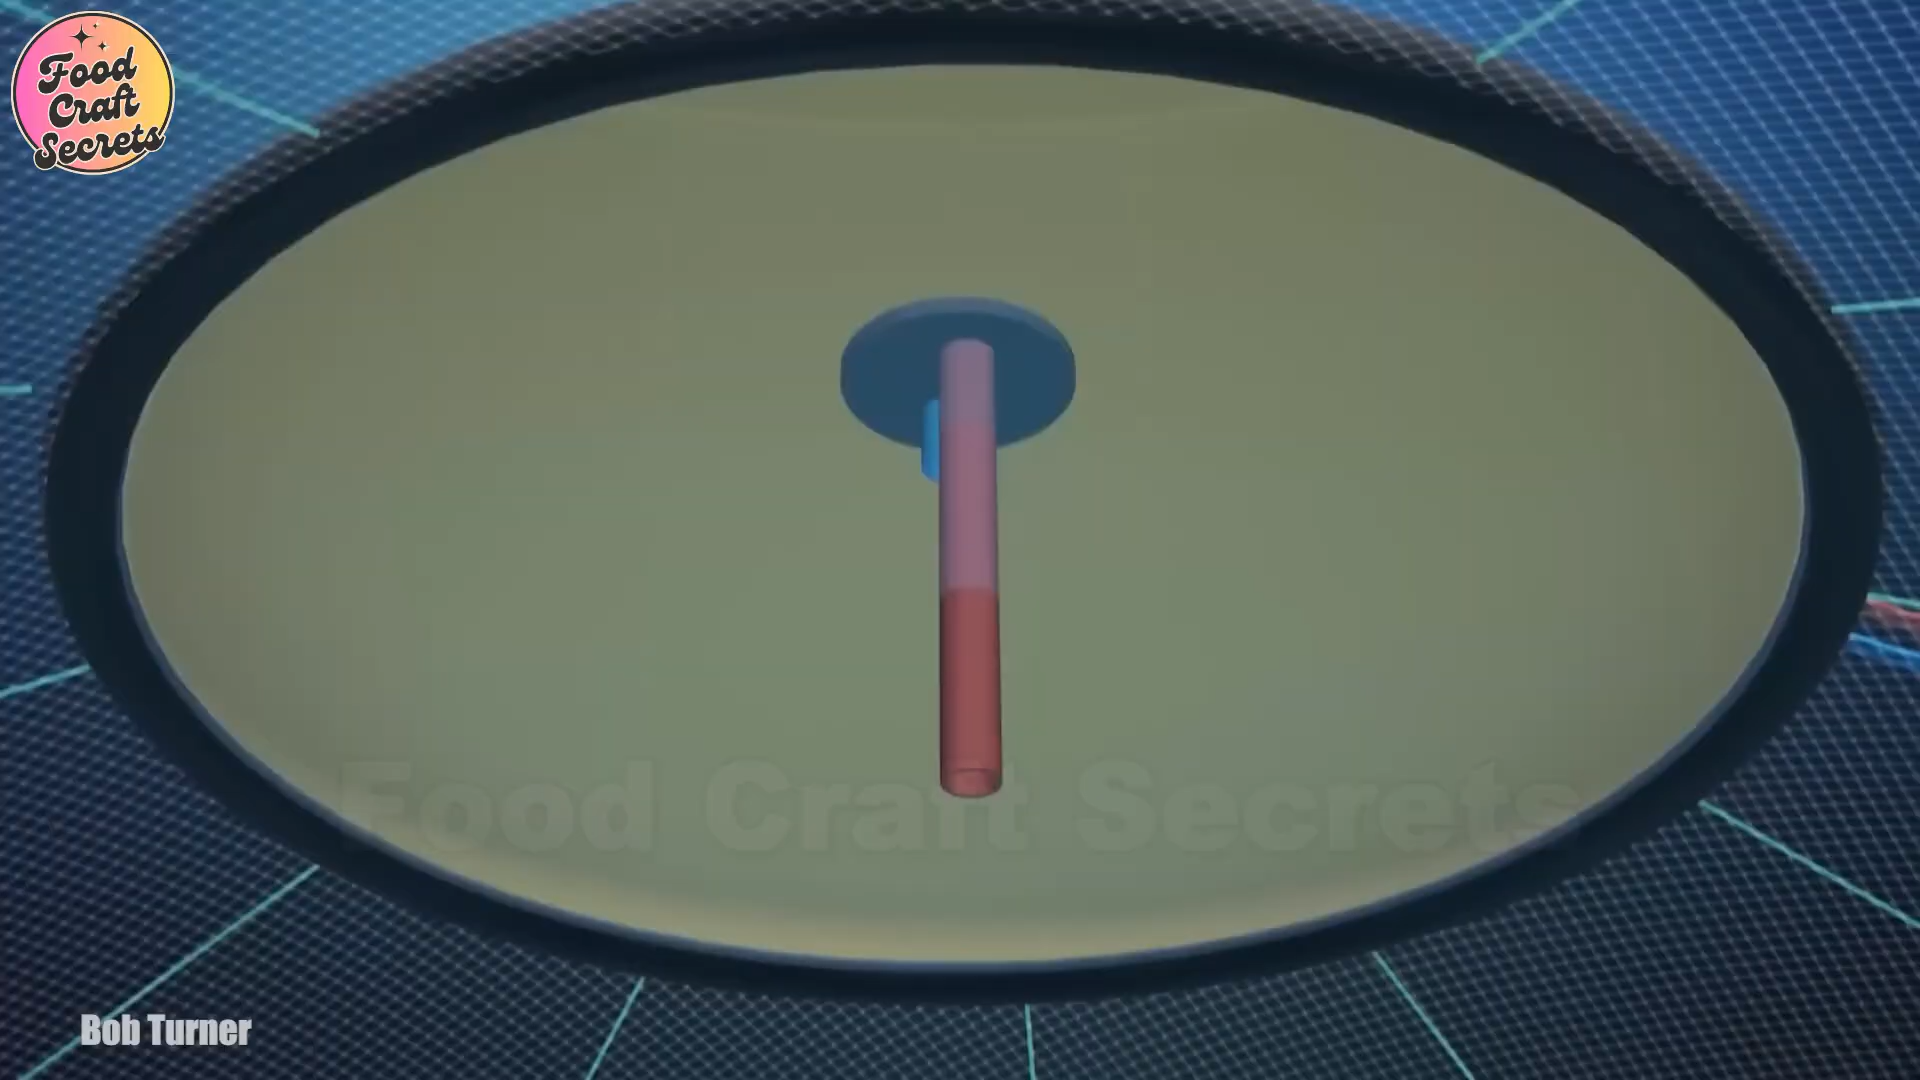 Food
Craft
Secrets
Food Craft Secrets
Bob Turner